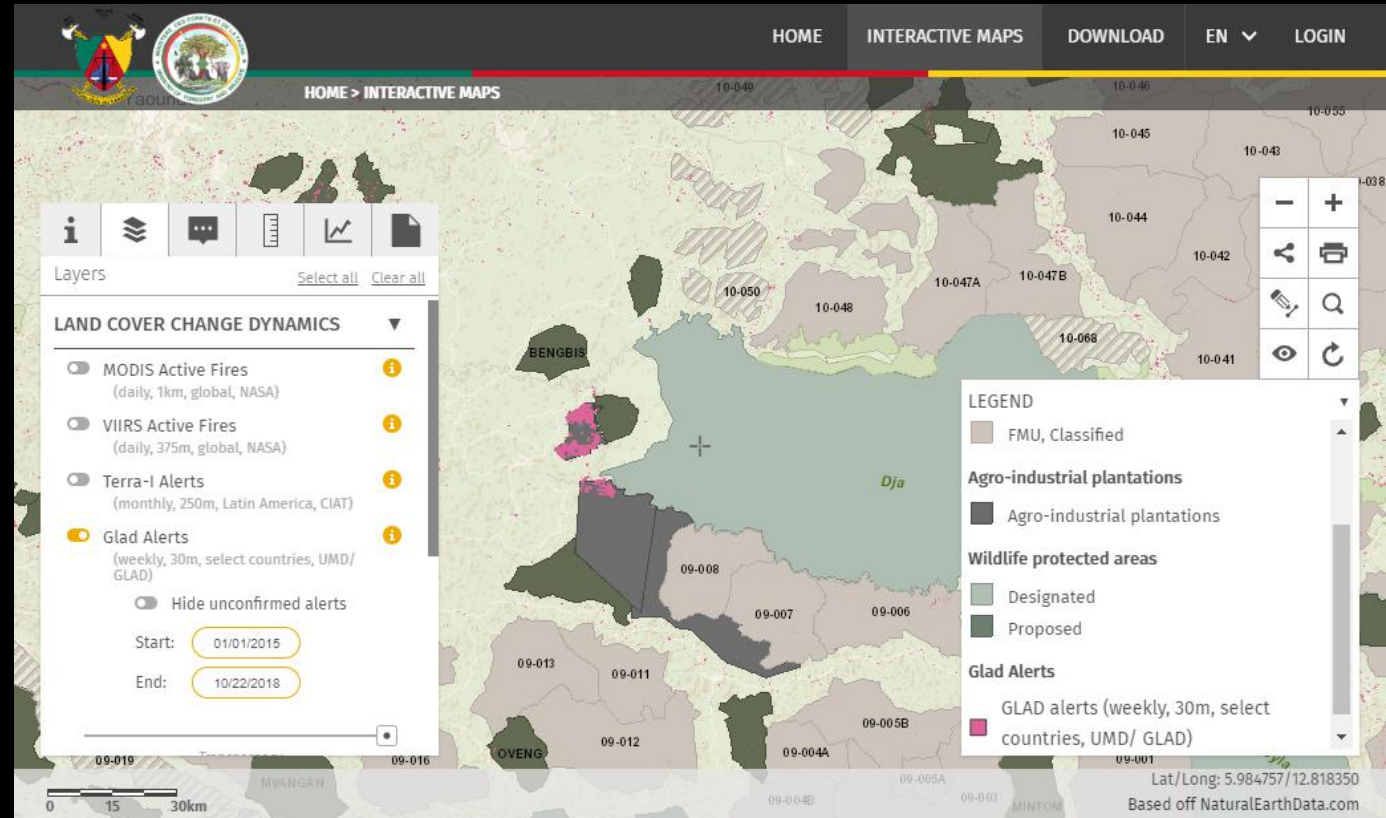 HOME
INTERACTIVE MAPS
DOWNLOAD
EN
LOGIN
HOME > INTERACTIVE MAPS
10-049
10-046
10-055
10-045
10-043
10-044
10-042
10-047A
10-047B
10-050
10-048
10-068
10-041
BENGBIS
Dja
09-008
09-007
09-006
09-013
09-011
09-012
09-005B
09-004A
09-001
OVENG
09-019
09-016
MVANGAN
09-004B
09-005A
09-003
MINTOM
Layers
Select all
Clear all
LAND COVER CHANGE DYNAMICS
MODIS Active Fires
(daily, 1km, global, NASA)
VIIRS Active Fires
(daily, 375m, global, NASA)
Terra-I Alerts
(monthly, 250m, Latin America, CIAT)
Glad Alerts
(weekly, 30m, select countries, UMD/
GLAD)
Hide unconfirmed alerts
Start:
01/01/2015
End:
10/22/2018
LEGEND
FMU, Classified
Agro-industrial plantations
Agro-industrial plantations
Wildlife protected areas
Designated
Proposed
Glad Alerts
GLAD alerts (weekly, 30m, select
countries, UMD/ GLAD)
0 15 30km
Lat/Long: 5.984757/12.818350
Based off NaturalEarthData.com